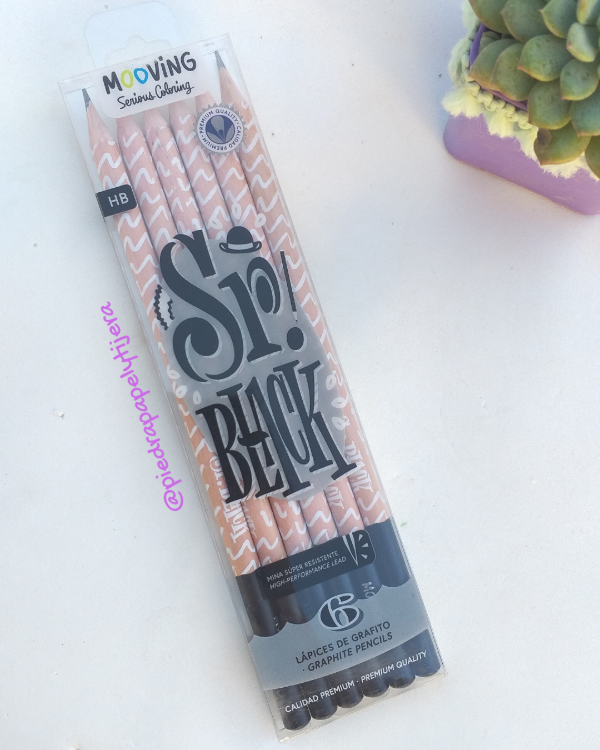 MOOVING
Serious Coloring
PREMIUM QUALITY · CALIDAD PREMIUM ·
HB
Sip!
BLACK
@piedrapapelytijera
MINA SÚPER RESISTENTE
HIGH-PERFORMANCE LEAD
6
LÁPICES DE GRAFITO
· GRAPHITE PENCILS
CALIDAD PREMIUM · PREMIUM QUALITY